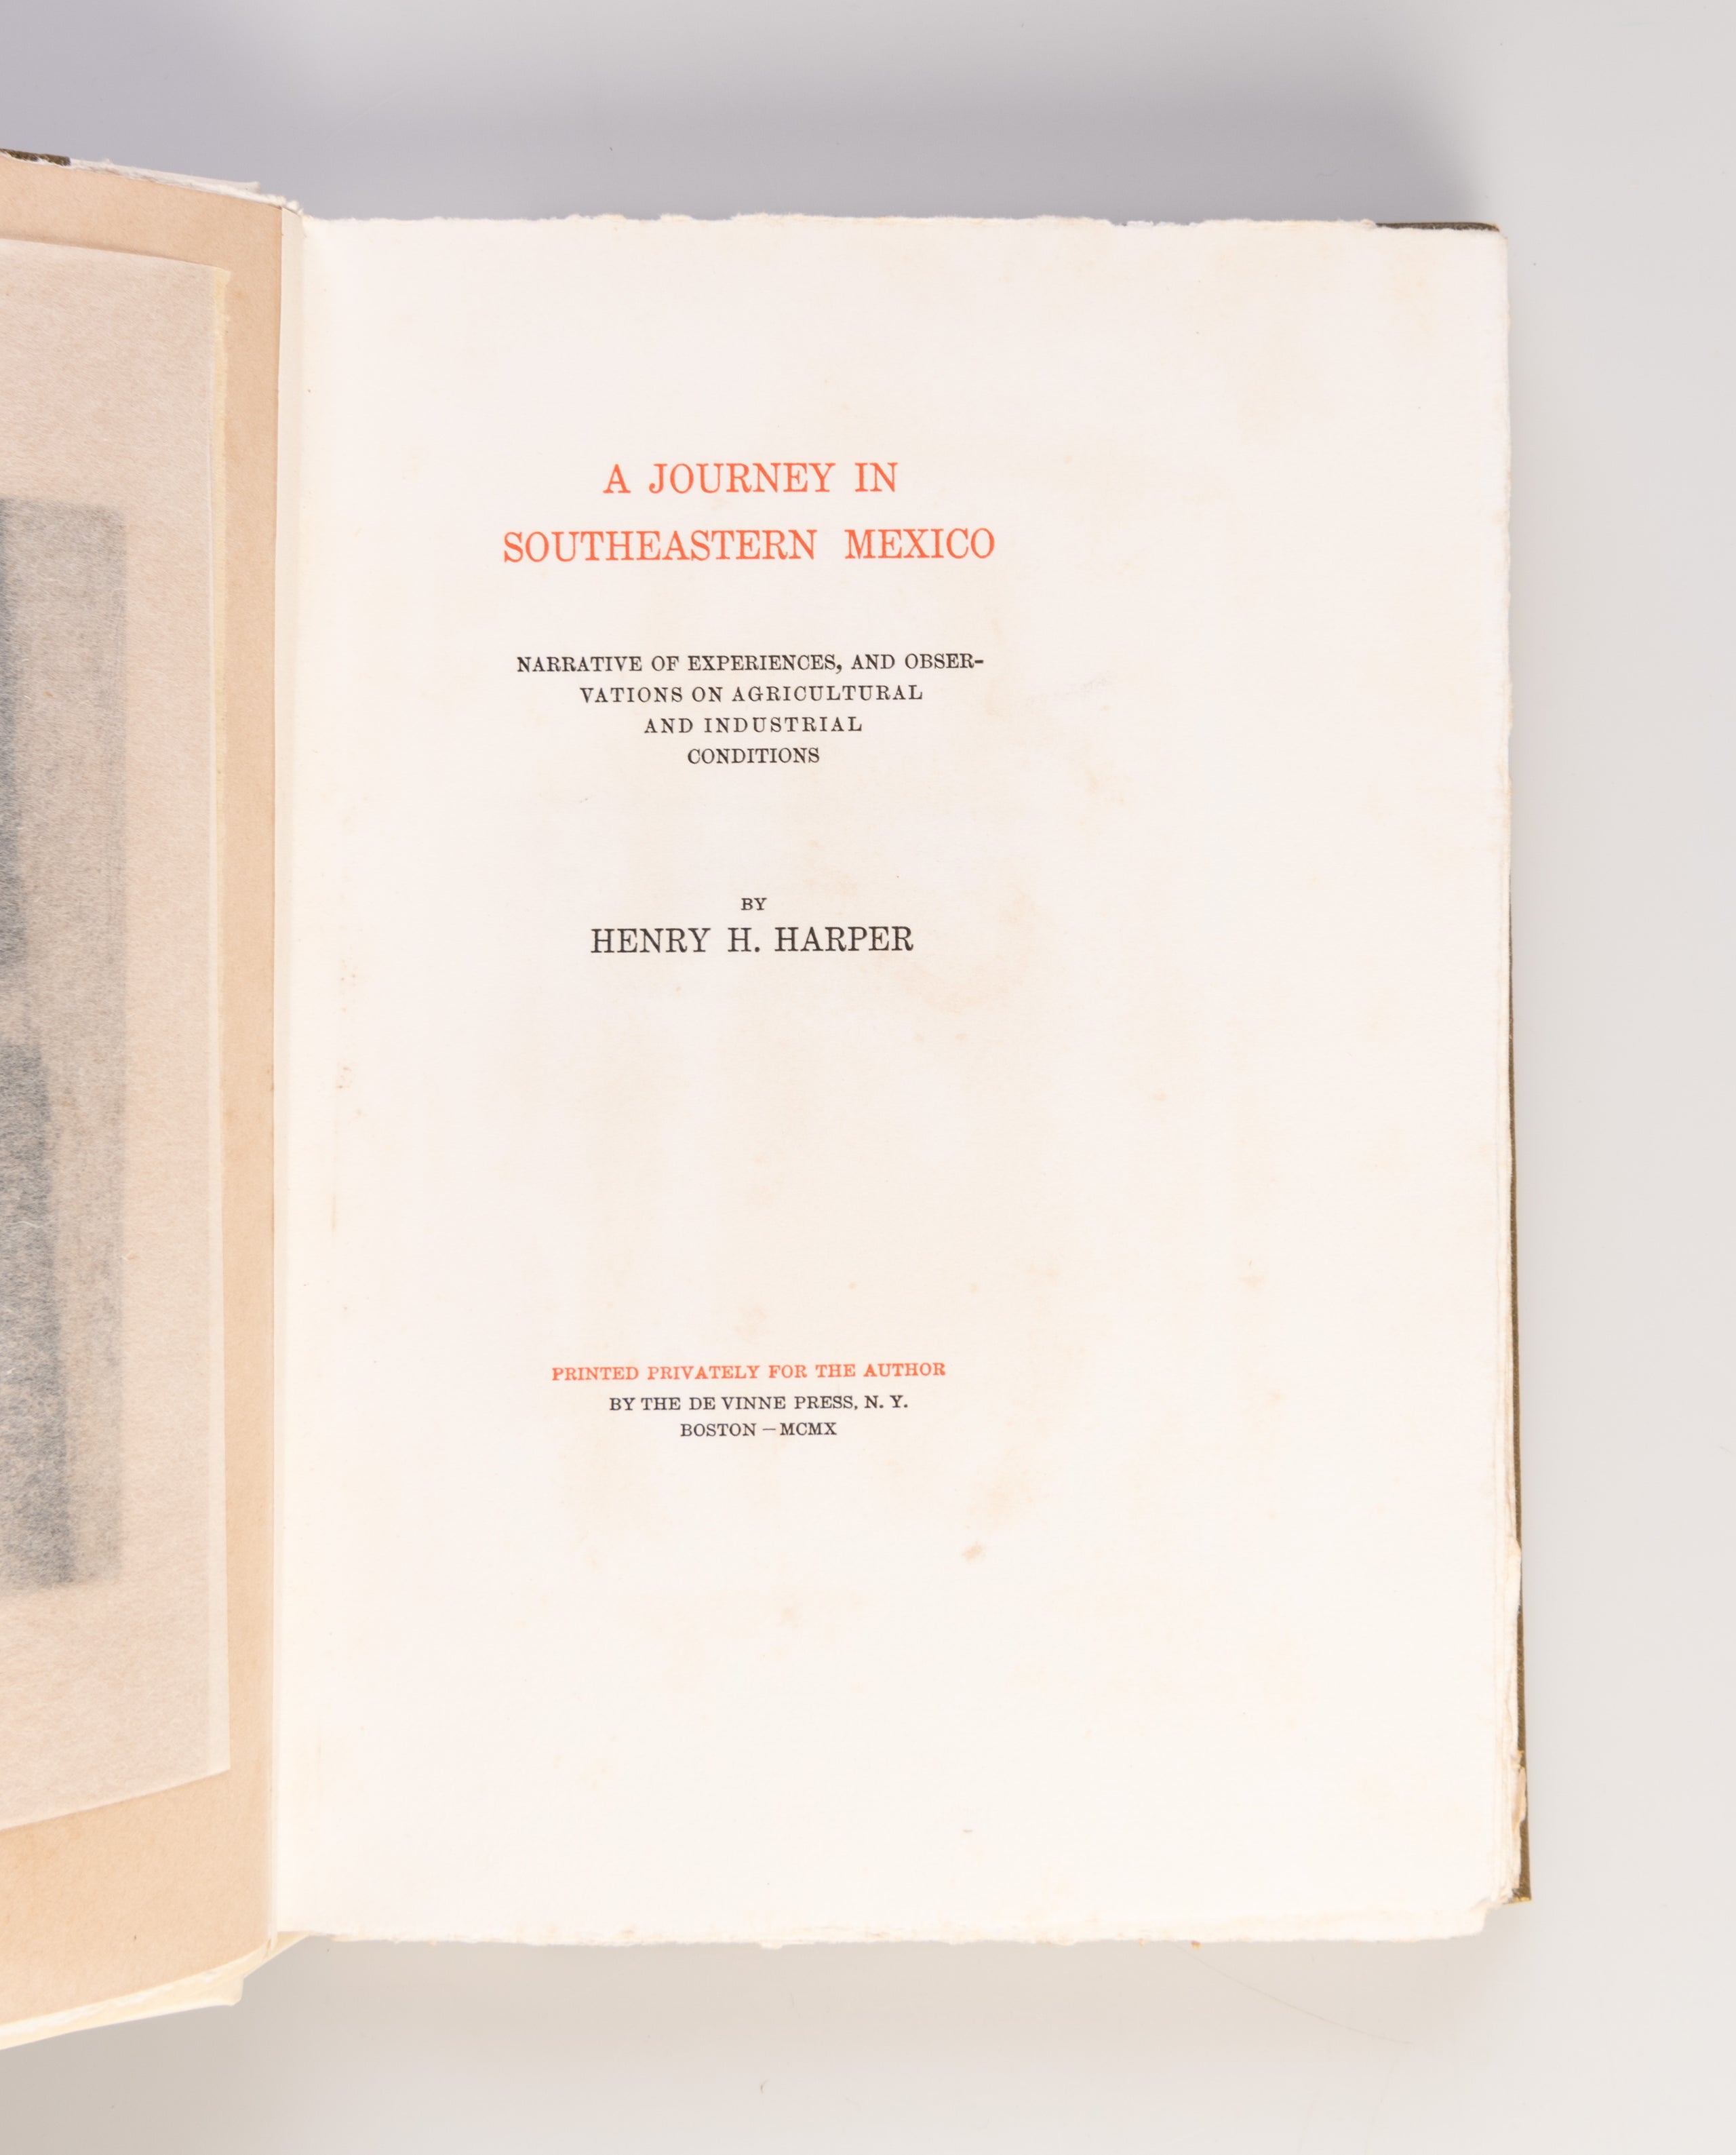 A JOURNEY IN
SOUTHEASTERN MEXICO
NARRATIVE OF EXPERIENCES, AND OBSER-
VATIONS ON AGRICULTURAL
AND INDUSTRIAL
CONDITIONS
BY
HENRY H. HARPER
PRINTED PRIVATELY FOR THE AUTHOR
BY THE DE VINNE PRESS, N. Y.
BOSTON – MCMX